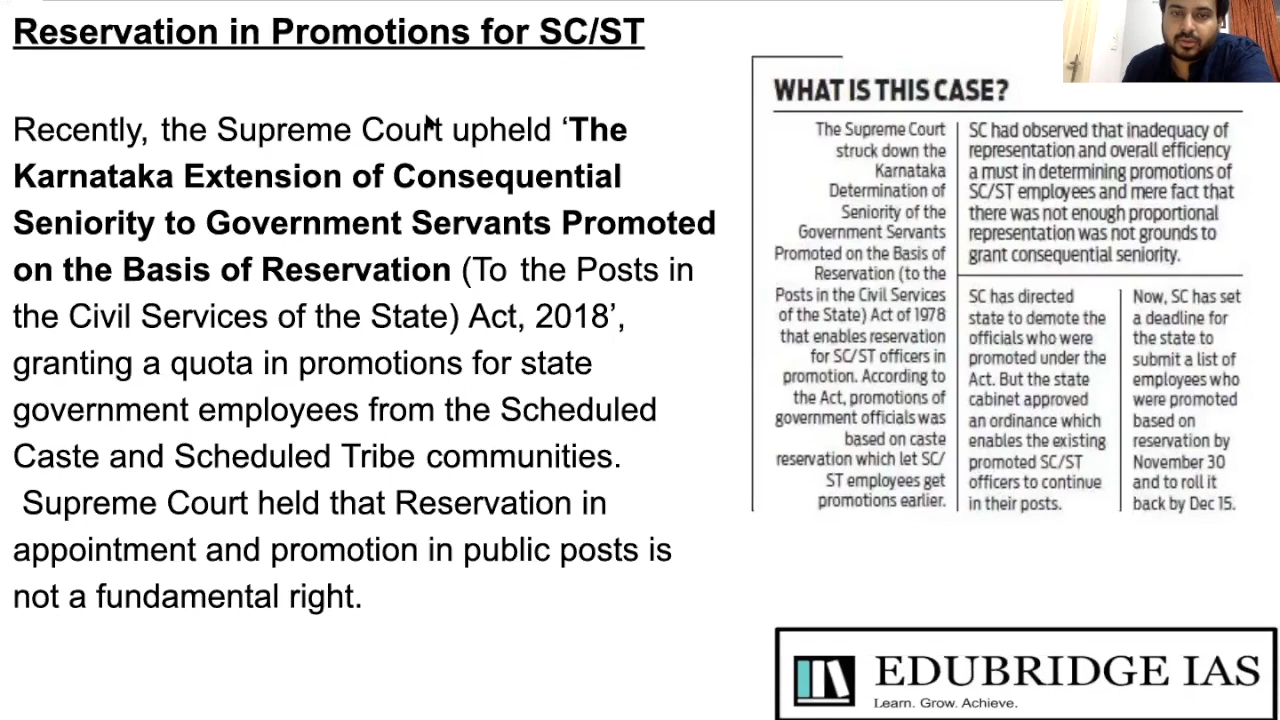 Reservation in Promotions for SC/ST
Recently, the Supreme Court upheld ‘The
Karnataka Extension of Consequential
Seniority to Government Servants Promoted
on the Basis of Reservation (To the Posts in
the Civil Services of the State) Act, 2018’,
granting a quota in promotions for state
government employees from the Scheduled
Caste and Scheduled Tribe communities.
Supreme Court held that Reservation in
appointment and promotion in public posts is
not a fundamental right.
WHAT IS THIS CASE?
The Supreme Court
struck down the
Karnataka
Determination of
Seniority of the
Government Servants
Promoted on the Basis of
Reservation (to the
Posts in the Civil Services
of the State) Act of 1978
that enables reservation
for SC/ST officers in
promotion. According to
the Act, promotions of
government officials was
based on caste
reservation which let SC/
ST employees get
promotions earlier.
SC had observed that inadequacy of
representation and overall efficiency
a must in determining promotions of
SC/ST employees and mere fact that
there was not enough proportional
representation was not grounds to
grant consequential seniority.
SC has directed
state to demote the
officials who were
promoted under the
Act. But the state
cabinet approved
an ordinance which
enables the existing
promoted SC/ST
officers to continue
in their posts.
Now, SC has set
a deadline for
the state to
submit a list of
employees who
were promoted
based on
reservation by
November 30
and to roll it
back by Dec 15.
EDUBRIDGE IAS
Learn. Grow. Achieve.